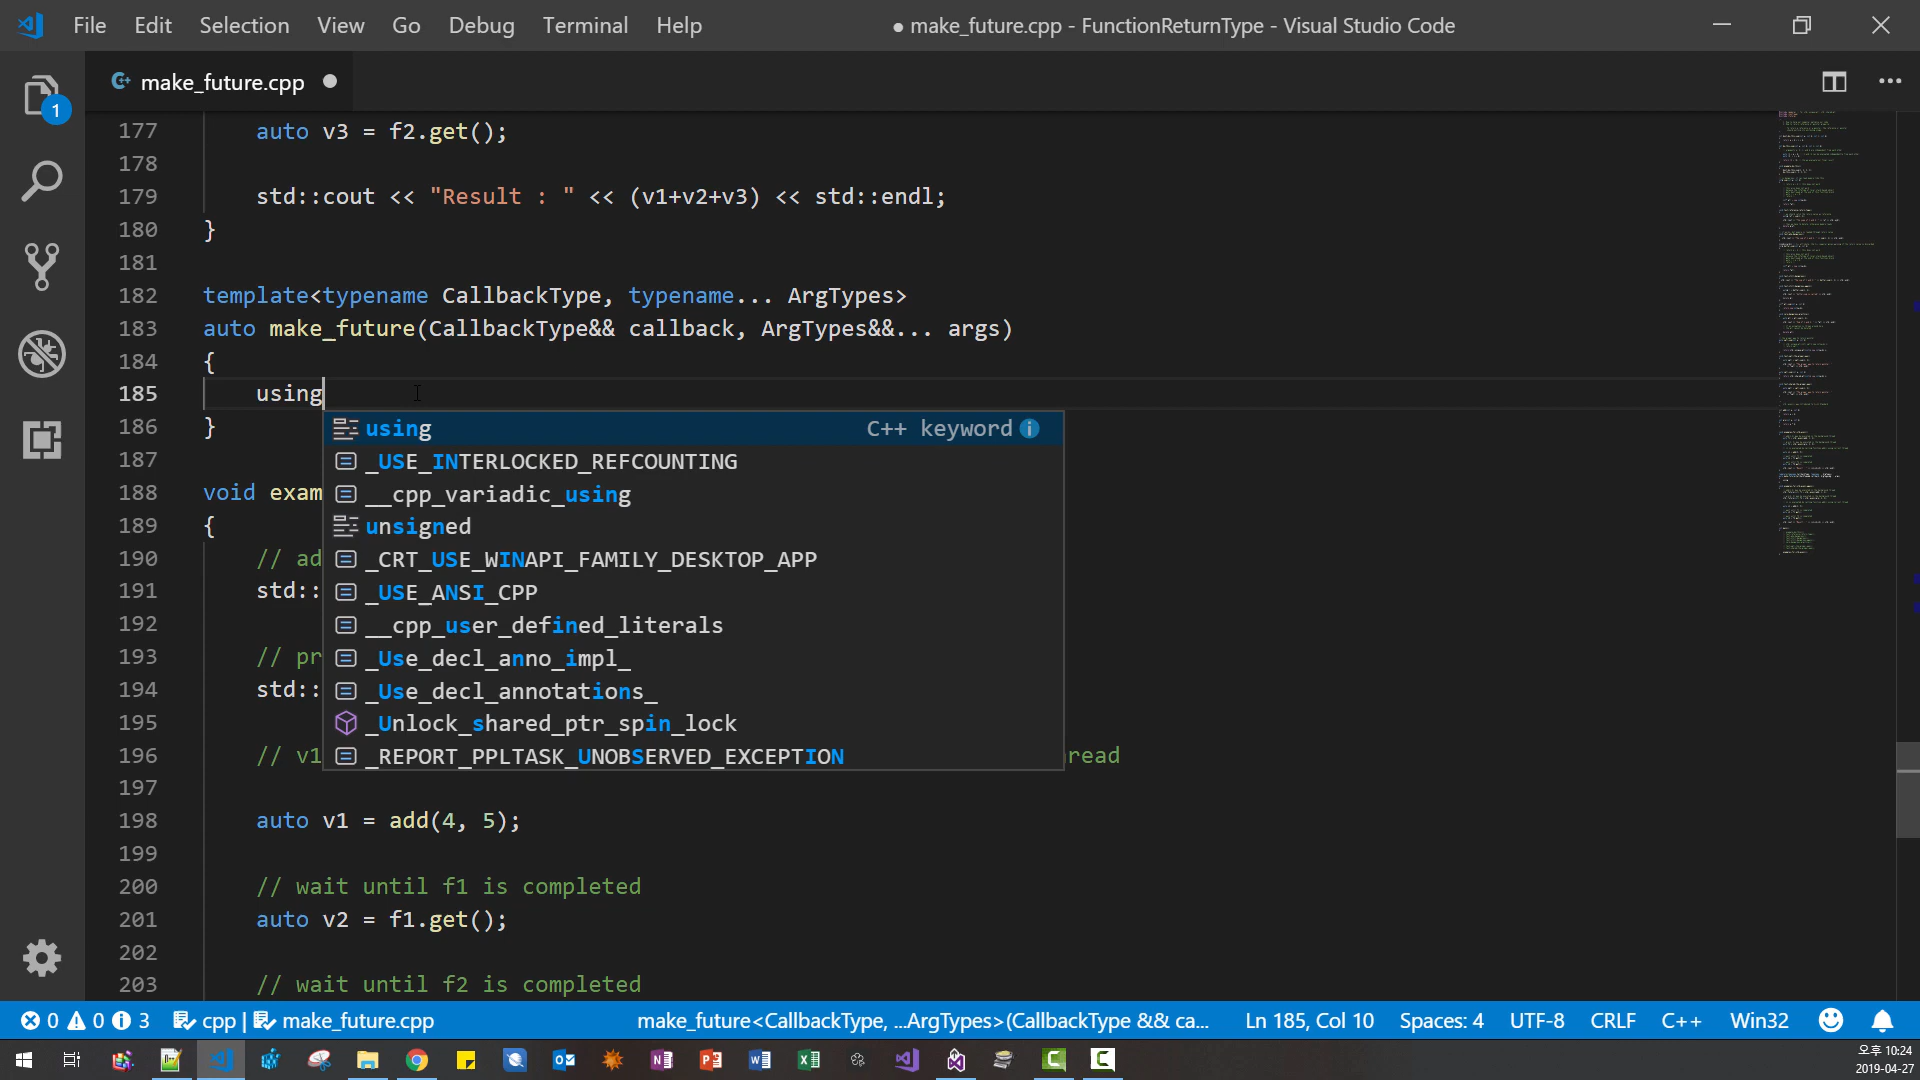 File Edit Selection View Go Debug Terminal Help
● make_future.cpp - FunctionReturnType - Visual Studio Code
make_future.cpp
1
177 auto v3 = f2.get();
178
179 std::cout << "Result : " << (v1+v2+v3) << std::endl;
180 }
181
182 template<typename CallbackType, typename... ArgTypes>
183 auto make_future(CallbackType&& callback, ArgTypes&&... args)
184 {
185 using
186 }
187
188 void exam
189 {
190 // ad
191 std::
192
193 // pr
194 std::
195
196 // v1 read
197
198 auto v1 = add(4, 5);
199
200 // wait until f1 is completed
201 auto v2 = f1.get();
202
203 // wait until f2 is completed
using C++ keyword
_USE_INTERLOCKED_REFCOUNTING
__cpp_variadic_using
unsigned
_CRT_USE_WINAPI_FAMILY_DESKTOP_APP
_USE_ANSI_CPP
__cpp_user_defined_literals
_Use_decl_anno_impl_
_Use_decl_annotations_
_Unlock_shared_ptr_spin_lock
_REPORT_PPLTASK_UNOBSERVED_EXCEPTION
0 0 3 cpp | make_future.cpp make_future<CallbackType, ...ArgTypes>(CallbackType && ca... Ln 185, Col 10 Spaces: 4 UTF-8 CRLF C++ Win32
오후 10:24
2019-04-27